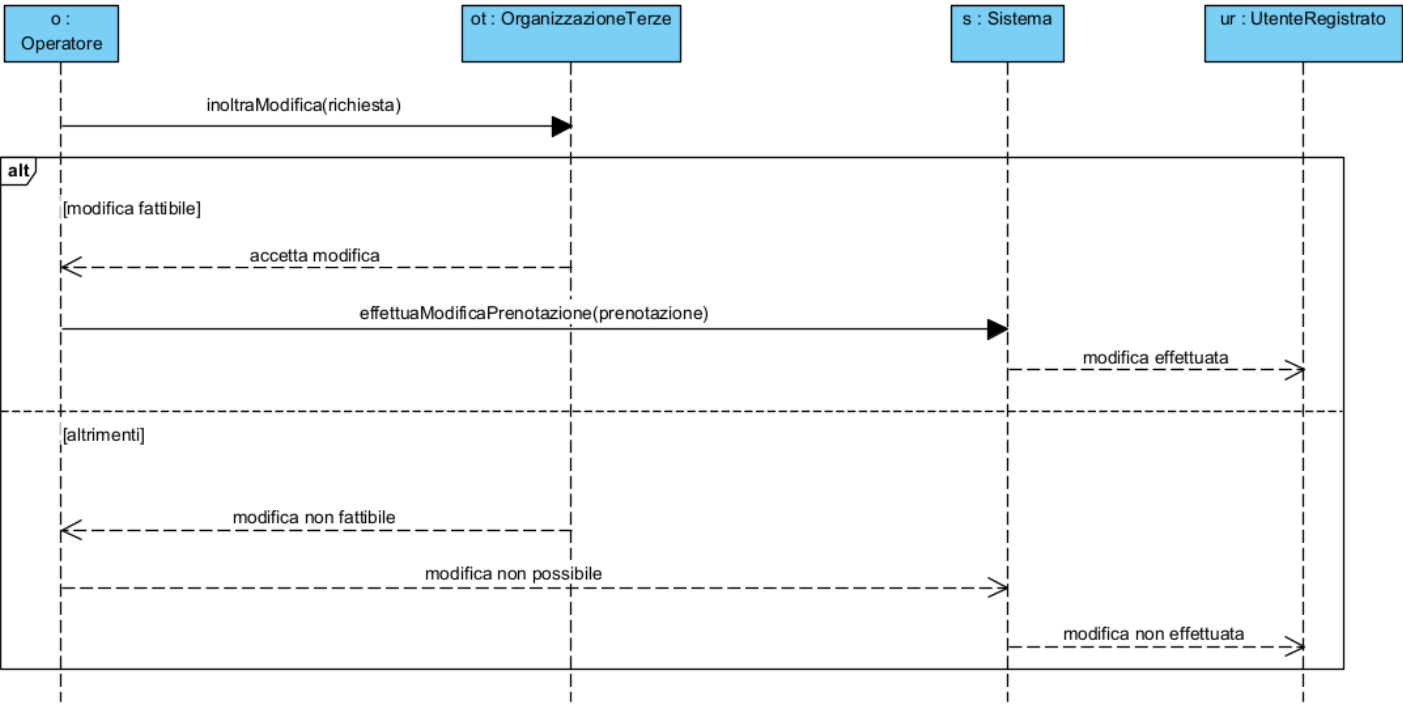 o :
Operatore
ot : OrganizzazioneTerze
s : Sistema
ur : UtenteRegistrato
inoltraModifica(richiesta)
alt
[modifica fattibile]
accetta modifica
effettuaModificaPrenotazione(prenotazione)
modifica effettuata
[altrimenti]
modifica non fattibile
modifica non possibile
modifica non effettuata